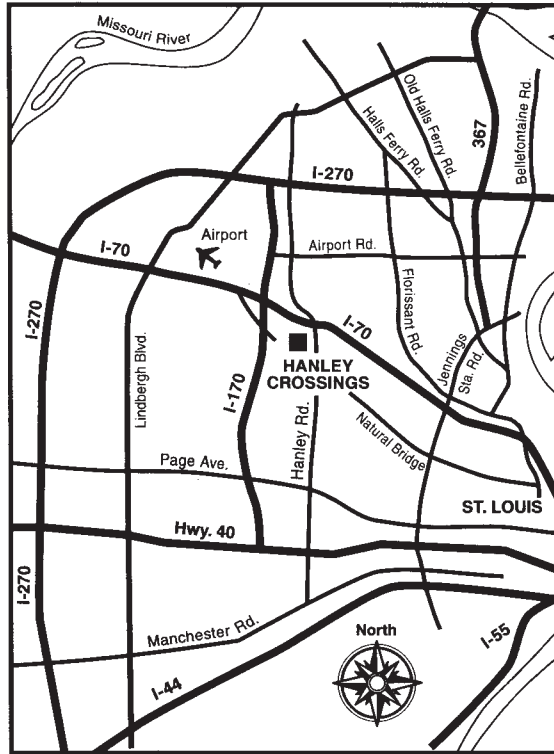 Missouri River
Halls Ferry Rd.
Old Halls Ferry Rd.
367
Bellefontaine Rd.
I-270
I-70
Airport
Airport Rd.
I-270
Lindbergh Blvd.
Florissant Rd.
I-70
Jennings
Sta. Rd.
HANLEY
CROSSINGS
I-170
Hanley Rd.
Natural Bridge
Page Ave.
ST. LOUIS
Hwy. 40
I-270
Manchester Rd.
North
I-55
I-44